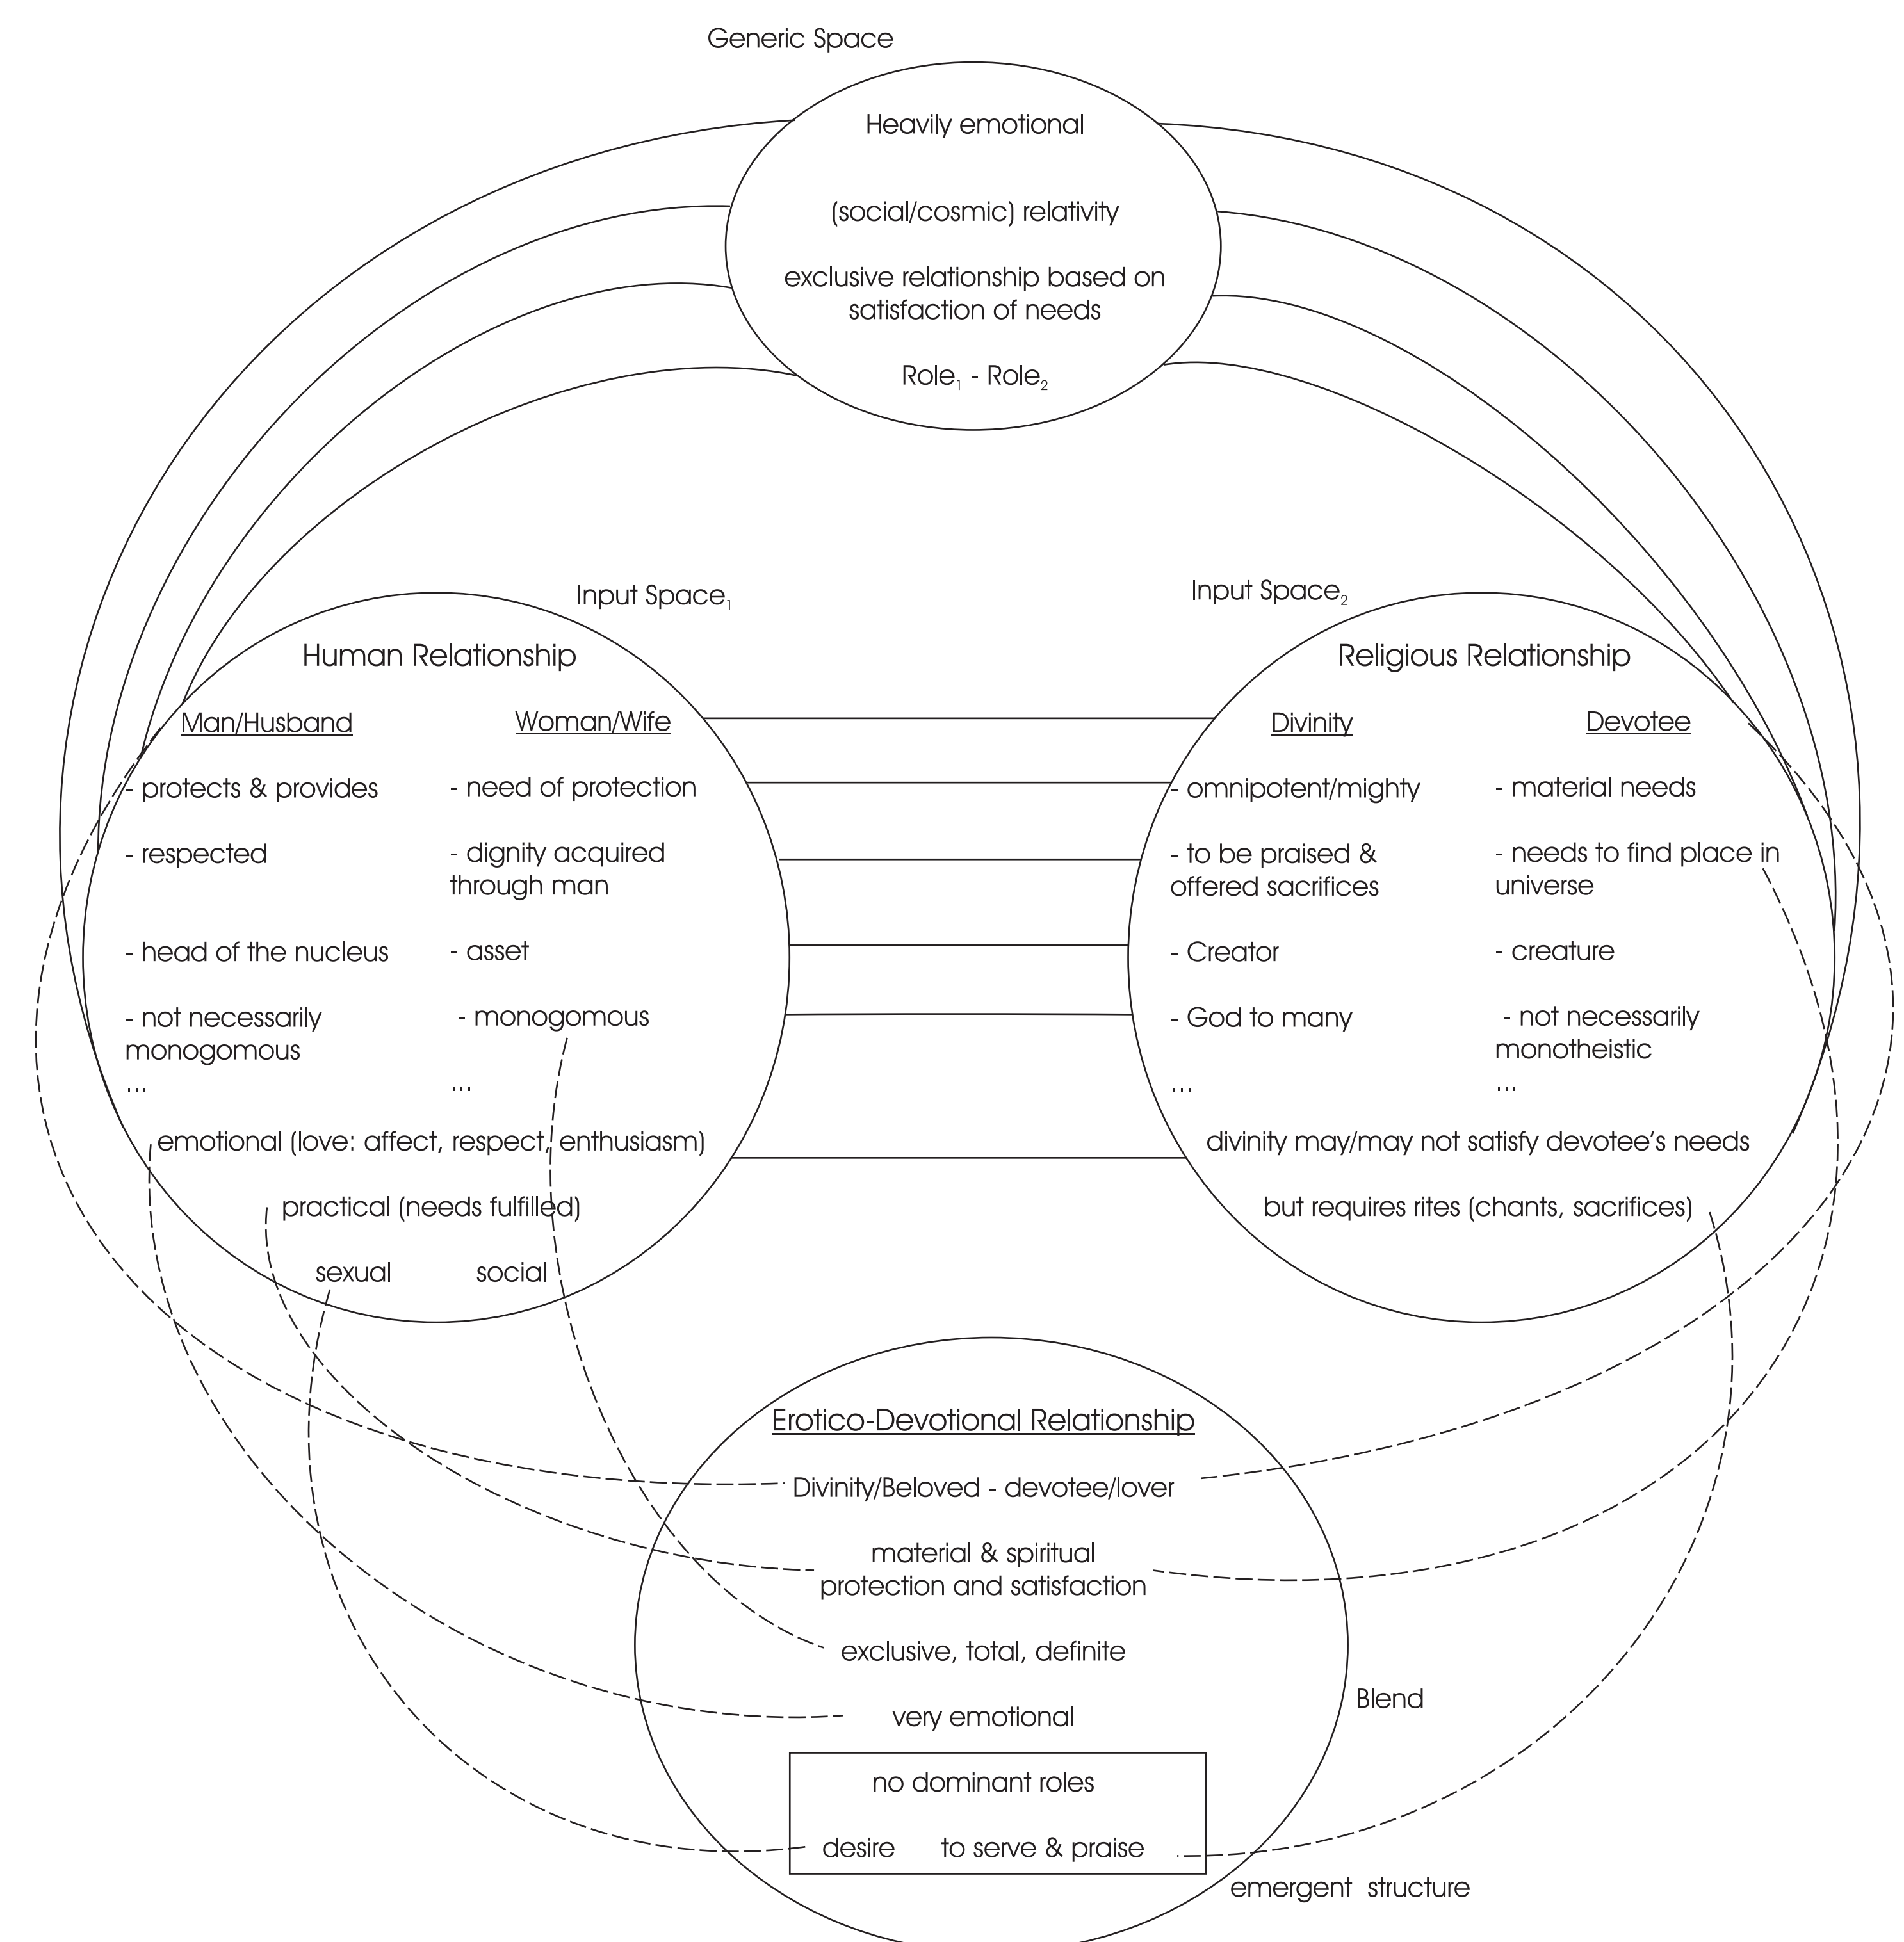 Generic Space
Heavily emotional
(social/cosmic) relativity
exclusive relationship based on
satisfaction of needs
Role₁ - Role₂
Input Space₁
Human Relationship
Man/Husband
- protects & provides
- respected
- head of the nucleus
- not necessarily
monogomous
...
Woman/Wife
- need of protection
- dignity acquired
through man
- asset
- monogomous
...
emotional (love: affect, respect, enthusiasm)
practical (needs fulfilled)
sexual social
Input Space₂
Religious Relationship
Divinity
- omnipotent/mighty
- to be praised &
offered sacrifices
- Creator
- God to many
...
Devotee
- material needs
- needs to find place in
universe
- creature
- not necessarily
monotheistic
...
divinity may/may not satisfy devotee's needs
but requires rites (chants, sacrifices)
Erotico-Devotional Relationship
Divinity/Beloved - devotee/lover
material & spiritual
protection and satisfaction
exclusive, total, definite
very emotional
no dominant roles
desire to serve & praise
Blend
emergent structure